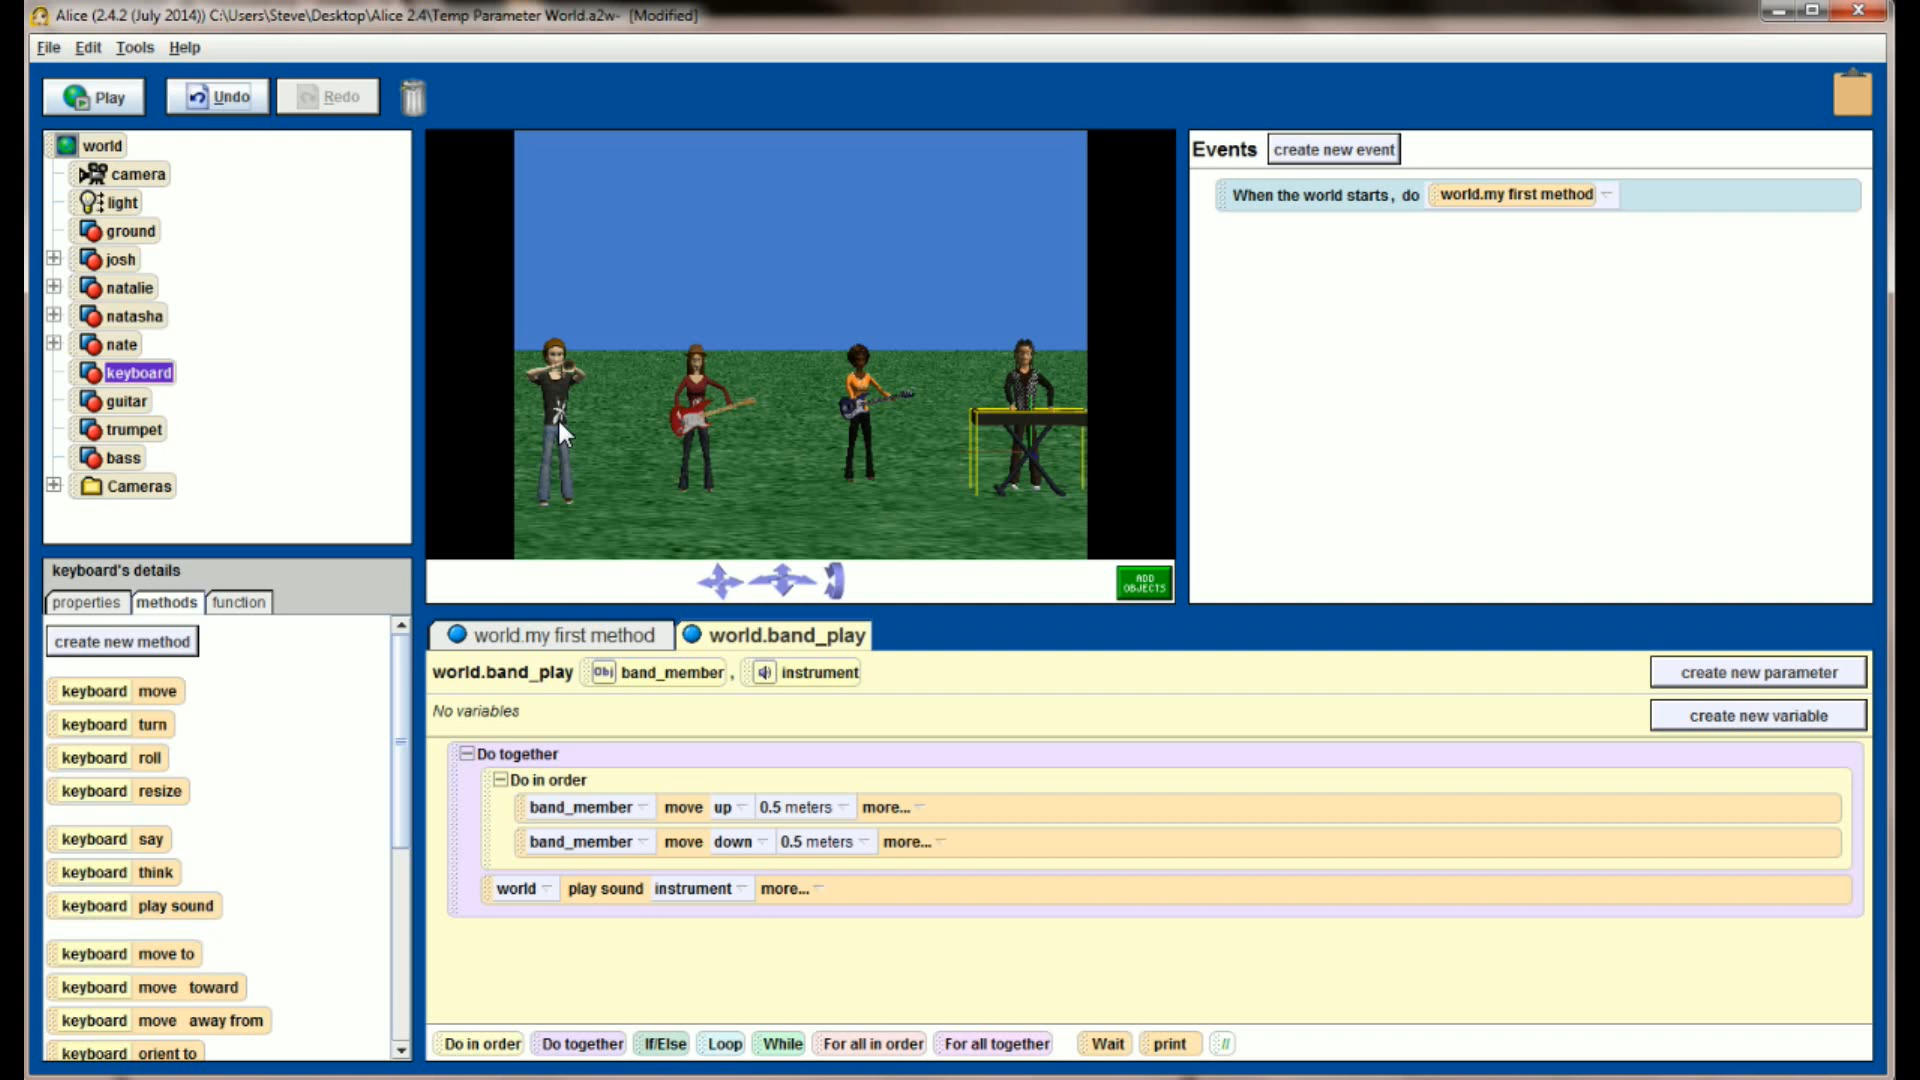 Alice (2.4.2 (July 2014)) C:\Users\Steve\Desktop\Alice 2.4\Temp Parameter World.a2w- [Modified]
File Edit Tools Help
Play Undo Redo
world
camera
light
ground
josh
natalie
natasha
nate
keyboard
guitar
trumpet
bass
Cameras
ADD
OBJECTS
Events create new event
When the world starts, do world.my first method
keyboard's details
properties methods function
create new method
keyboard move
keyboard turn
keyboard roll
keyboard resize
keyboard say
keyboard think
keyboard play sound
keyboard move to
keyboard move toward
keyboard move away from
keyboard orient to
world.my first method world.band_play
world.band_play Obj band_member , instrument create new parameter
No variables create new variable
Do together
Do in order
band_member move up 0.5 meters more...
band_member move down 0.5 meters more...
world play sound instrument more...
Do in order Do together If/Else Loop While For all in order For all together Wait print //